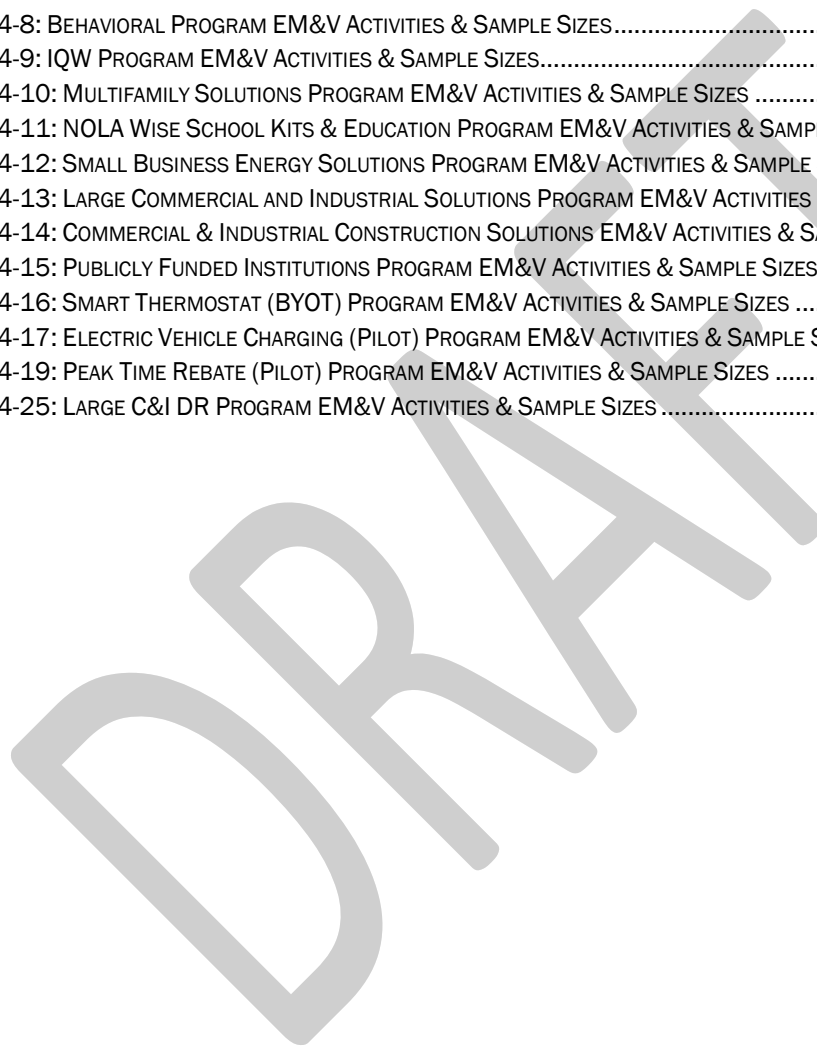 4-8: BEHAVIORAL PROGRAM EM&V ACTIVITIES & SAMPLE SIZES
4-9: IQW PROGRAM EM&V ACTIVITIES & SAMPLE SIZES
4-10: MULTIFAMILY SOLUTIONS PROGRAM EM&V ACTIVITIES & SAMPLE SIZES
4-11: NOLA WISE SCHOOL KITS & EDUCATION PROGRAM EM&V ACTIVITIES &
4-12: SMALL BUSINESS ENERGY SOLUTIONS PROGRAM EM&V ACTIVITIES & SAMPLE
4-13: LARGE COMMERCIAL AND INDUSTRIAL SOLUTIONS PROGRAM EM&V ACTIVITIES
4-14: COMMERCIAL & INDUSTRIAL CONSTRUCTION SOLUTIONS EM&V ACTIVITIES &
4-15: PUBLICLY FUNDED INSTITUTIONS PROGRAM EM&V ACTIVITIES & SAMPLE SIZES
4-16: SMART THERMOSTAT (BYOT) PROGRAM EM&V ACTIVITIES & SAMPLE SIZES
4-17: ELECTRIC VEHICLE CHARGING (PILOT) PROGRAM EM&V ACTIVITIES & SAMPLE
4-19: PEAK TIME REBATE (PILOT) PROGRAM EM&V ACTIVITIES & SAMPLE SIZES
4-25: LARGE C&I DR PROGRAM EM&V ACTIVITIES & SAMPLE SIZES
DRAFT